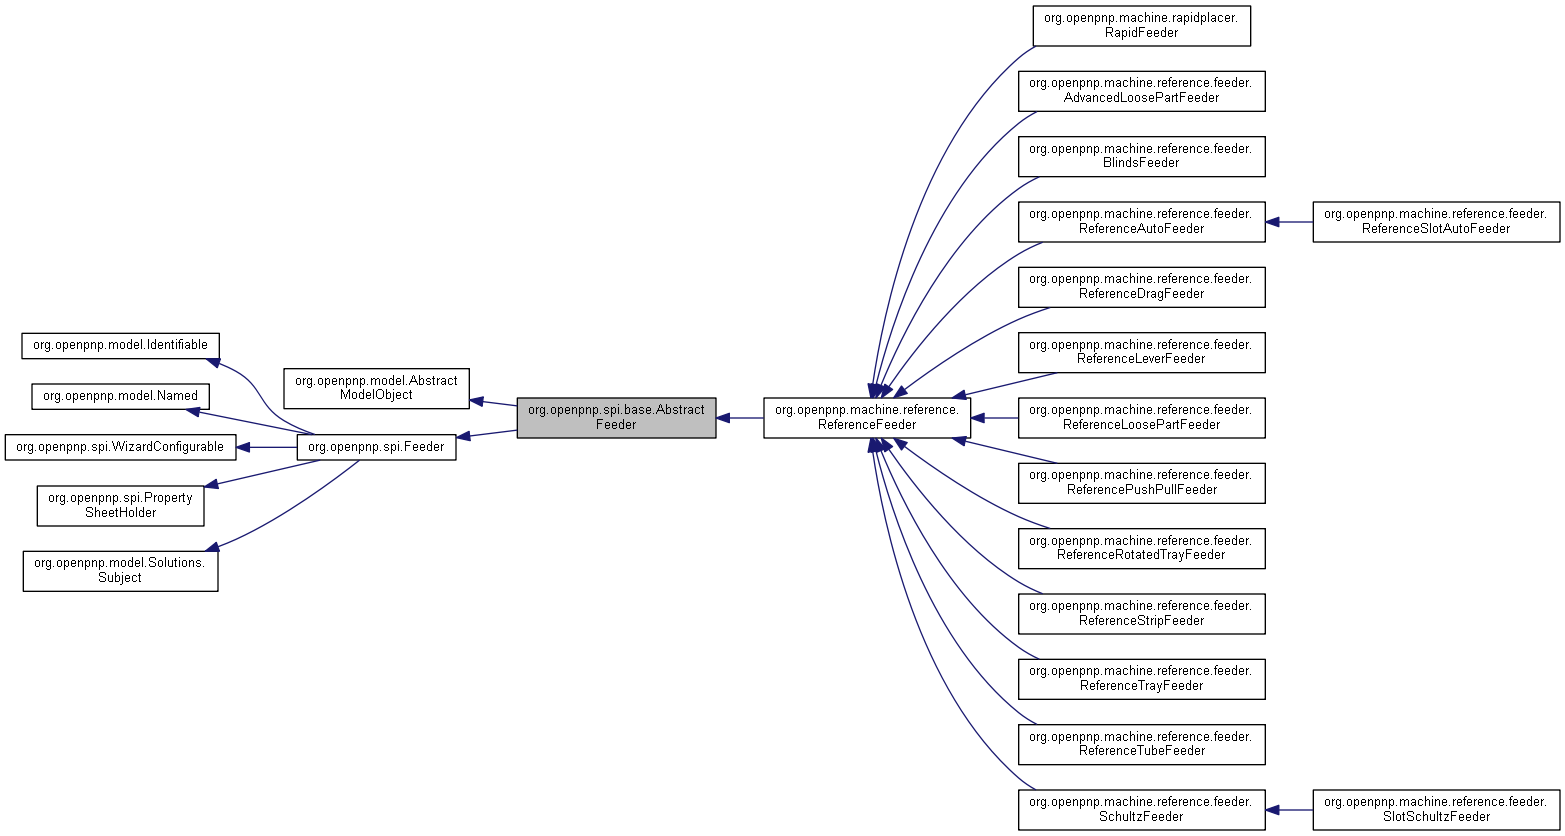 org.openpnp.model.Identifiable
org.openpnp.model.Named
org.openpnp.spi.WizardConfigurable
org.openpnp.spi.Property
SheetHolder
org.openpnp.model.Solutions.
Subject
org.openpnp.model.Abstract
ModelObject
org.openpnp.spi.Feeder
org.openpnp.spi.base.Abstract
Feeder
org.openpnp.machine.reference.
ReferenceFeeder
org.openpnp.machine.rapidplacer.
RapidFeeder
org.openpnp.machine.reference.feeder.
AdvancedLoosePartFeeder
org.openpnp.machine.reference.feeder.
BlindsFeeder
org.openpnp.machine.reference.feeder.
ReferenceAutoFeeder
org.openpnp.machine.reference.feeder.
ReferenceDragFeeder
org.openpnp.machine.reference.feeder.
ReferenceLeverFeeder
org.openpnp.machine.reference.feeder.
ReferenceLoosePartFeeder
org.openpnp.machine.reference.feeder.
ReferencePushPullFeeder
org.openpnp.machine.reference.feeder.
ReferenceRotatedTrayFeeder
org.openpnp.machine.reference.feeder.
ReferenceStripFeeder
org.openpnp.machine.reference.feeder.
ReferenceTrayFeeder
org.openpnp.machine.reference.feeder.
ReferenceTubeFeeder
org.openpnp.machine.reference.feeder.
SchultzFeeder
org.openpnp.machine.reference.feeder.
ReferenceSlotAutoFeeder
org.openpnp.machine.reference.feeder.
SlotSchultzFeeder